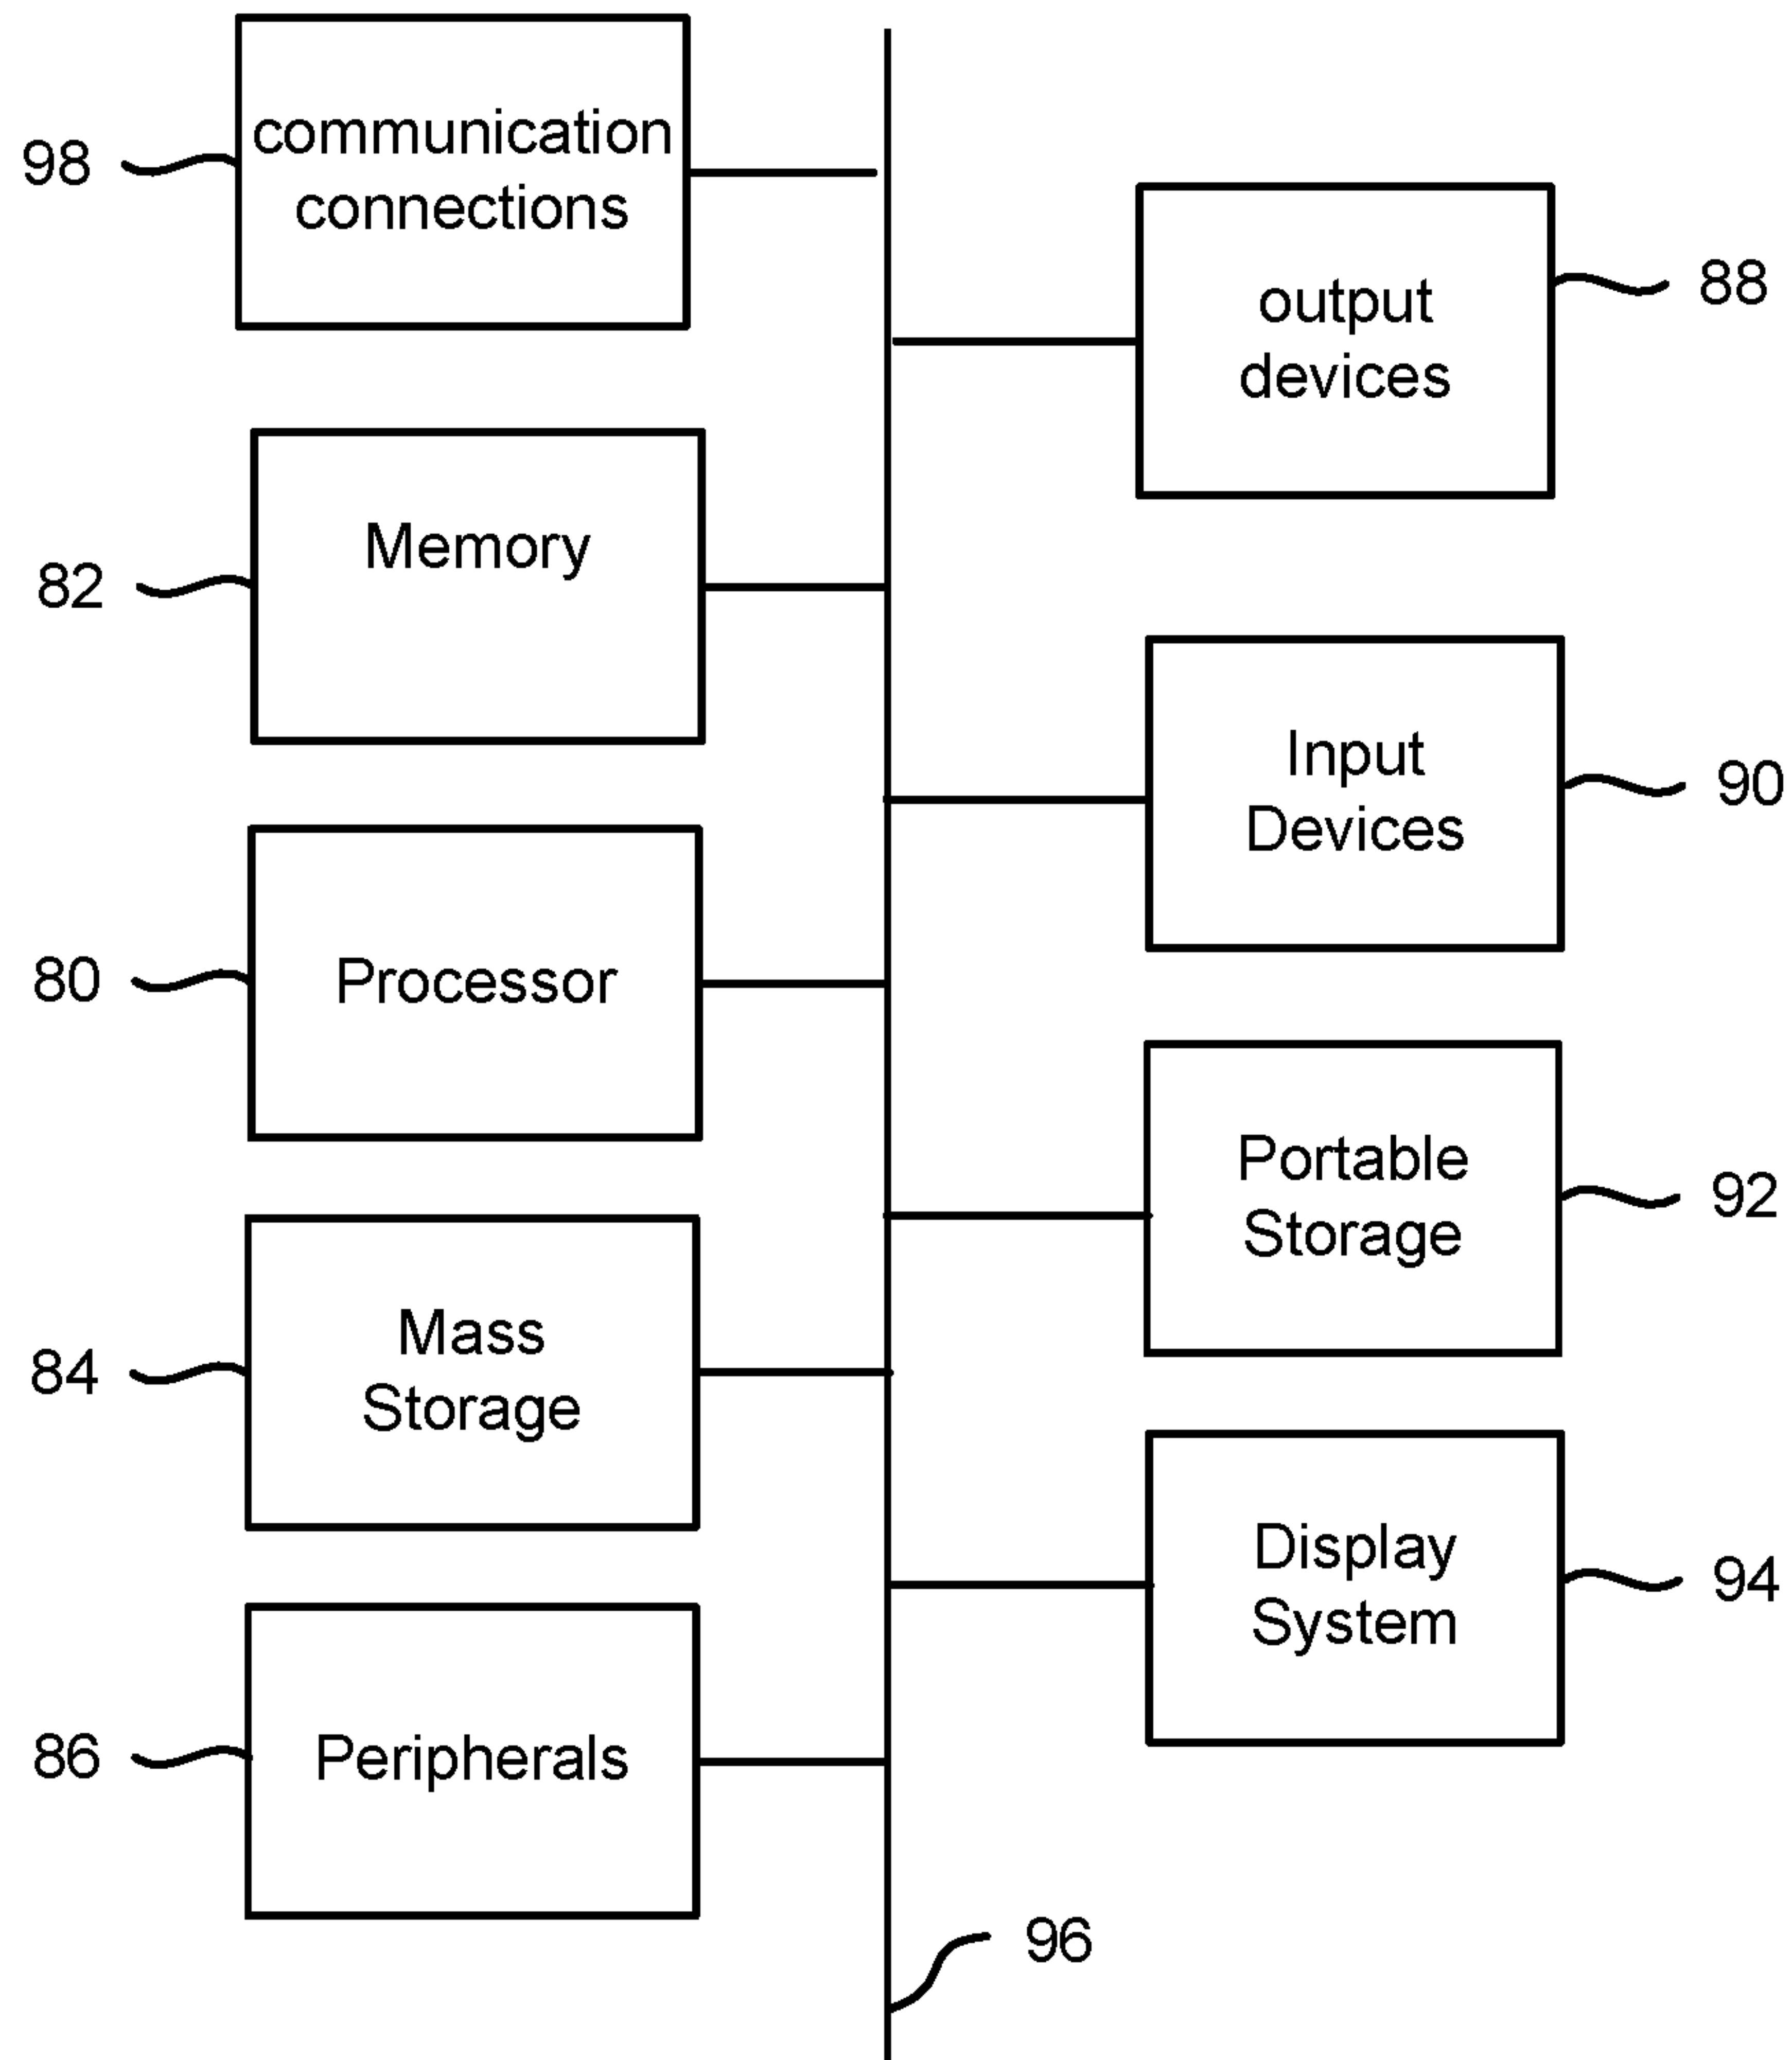 98
communication
connections
output
devices
88
Memory
82
Input
Devices
90
80
Processor
Portable
Storage
92
Mass
Storage
84
Display
System
94
86
Peripherals
96